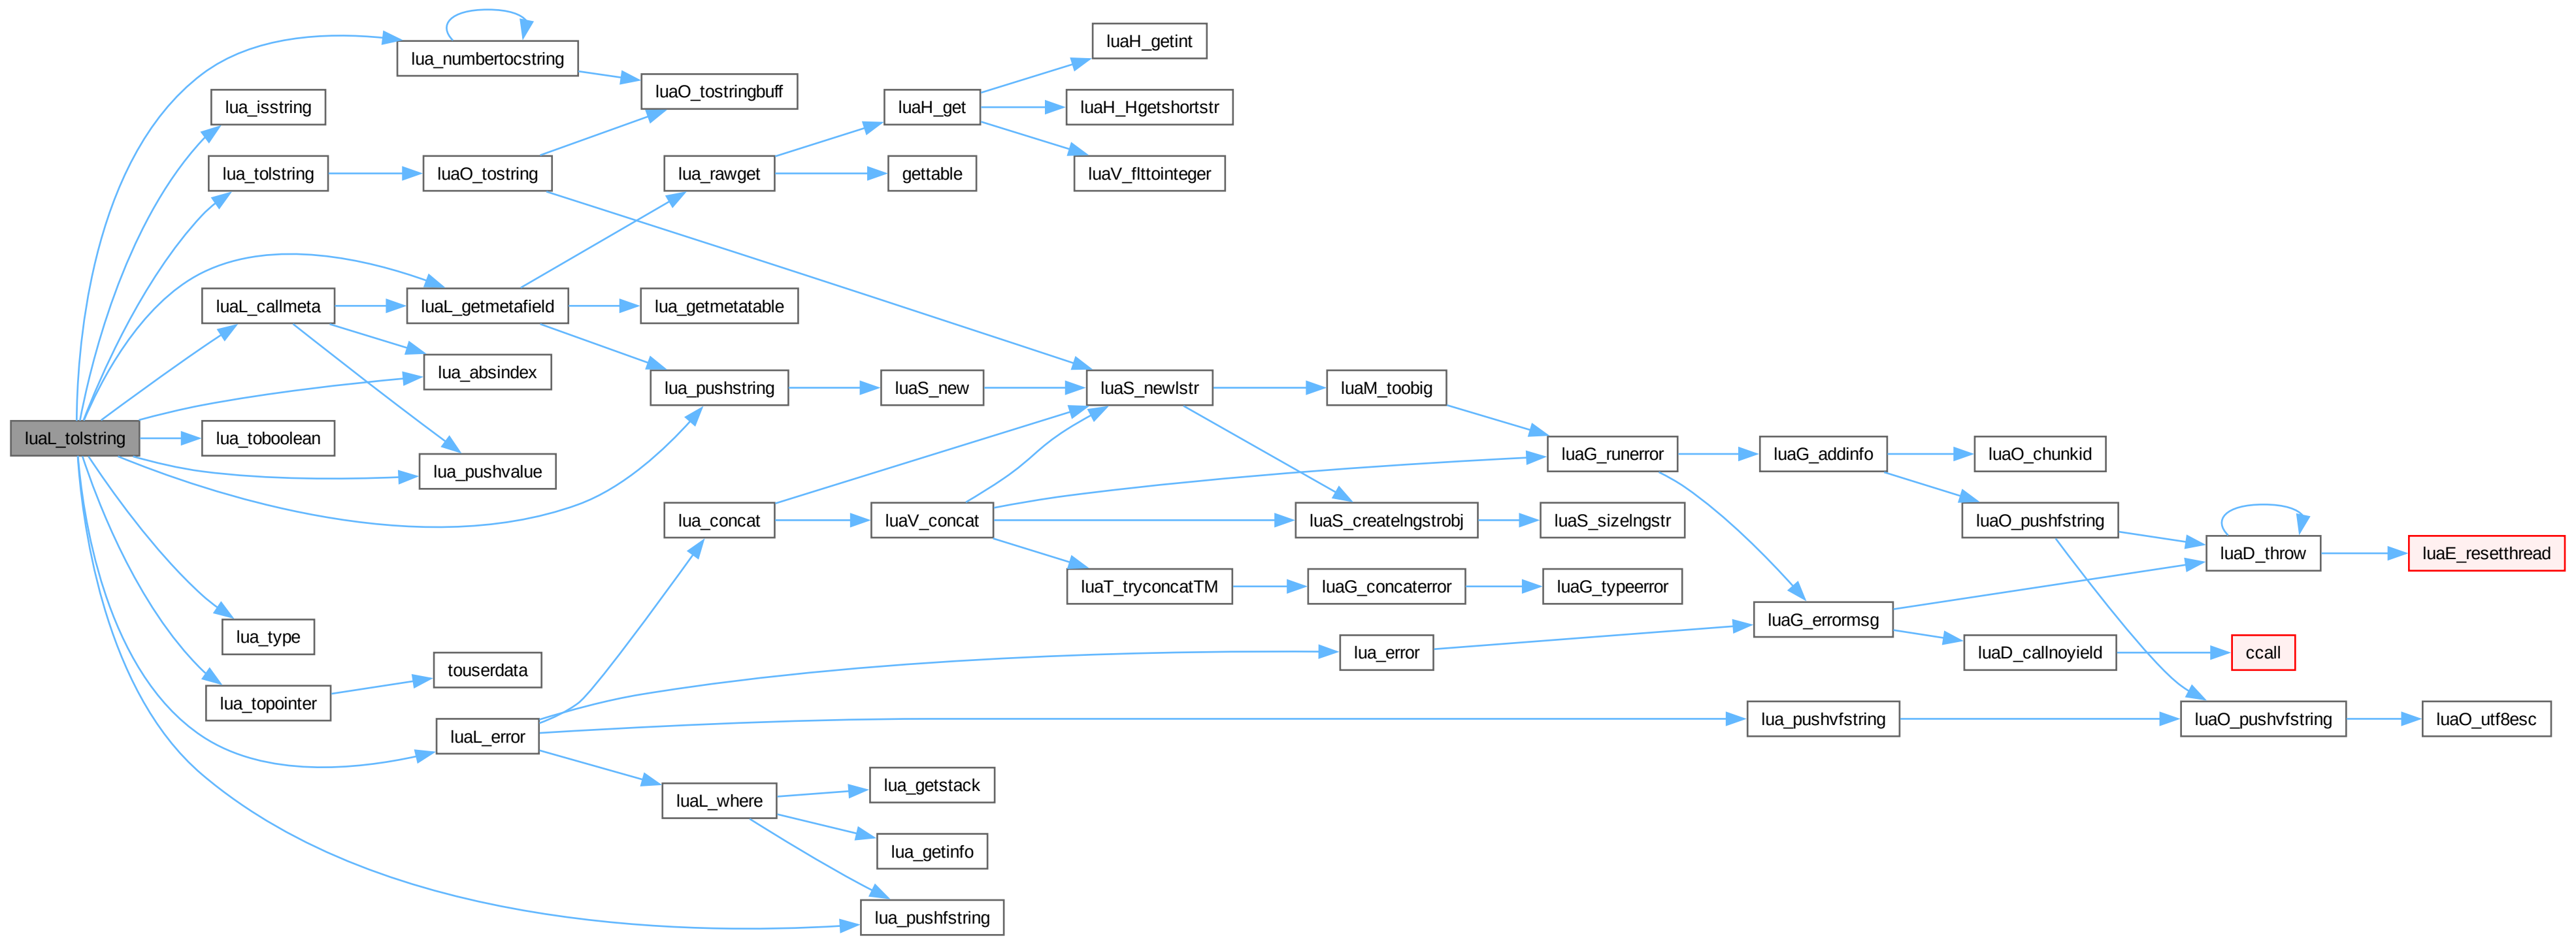 luaL_tolstring
lua_numbertocstring
lua_isstring
lua_tolstring
luaL_callmeta
lua_toboolean
lua_type
lua_topointer
luaO_tostring
luaL_getmetafield
lua_absindex
lua_pushvalue
touserdata
luaL_error
luaO_tostringbuff
lua_rawget
lua_getmetatable
lua_pushstring
lua_concat
luaL_where
luaH_get
gettable
luaS_new
luaV_concat
lua_getstack
lua_getinfo
lua_pushfstring
luaH_getint
luaH_Hgetshortstr
luaV_flttointeger
luaS_newlstr
luaT_tryconcatTM
luaM_toobig
luaS_createlngstrobj
luaG_concaterror
lua_error
luaG_runerror
luaS_sizelngstr
luaG_typeerror
luaG_addinfo
luaG_errormsg
lua_pushvfstring
luaO_chunkid
luaO_pushfstring
luaD_callnoyield
luaD_throw
ccall
luaO_pushvfstring
luaE_resetthread
luaO_utf8esc